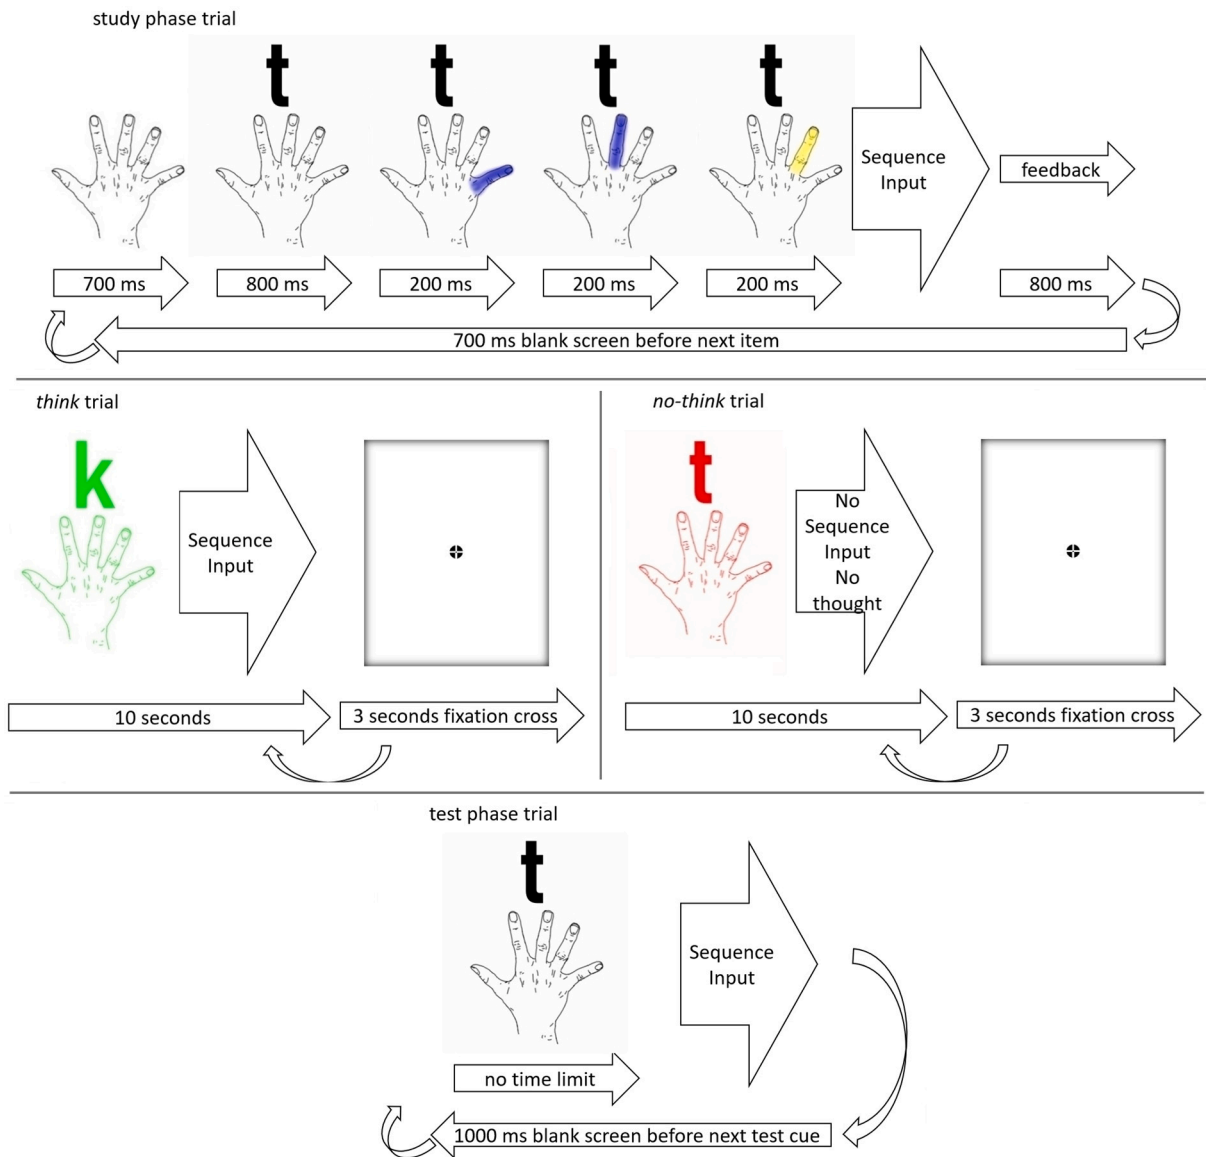 study phase trial
t
t
t
t
Sequence
Input
feedback
700 ms
800 ms
200 ms
200 ms
200 ms
800 ms
700 ms blank screen before next item
think trial
k
Sequence
Input
10 seconds
3 seconds fixation cross
no-think trial
t
No
Sequence
Input
No
thought
10 seconds
3 seconds fixation cross
test phase trial
t
Sequence
Input
no time limit
1000 ms blank screen before next test cue